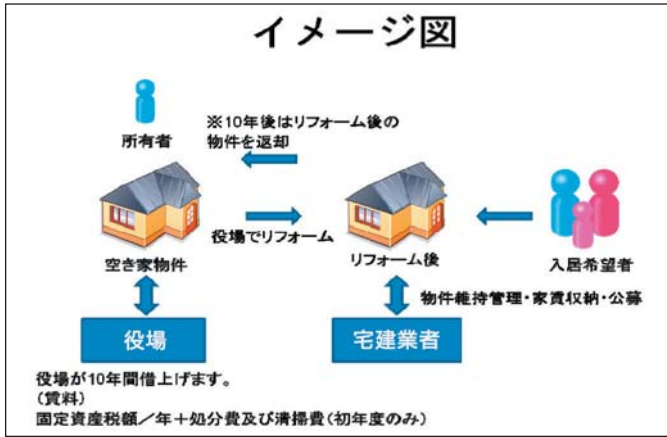 イメージ図
所有者
※10年後はリフォーム後の
物件を返却
空き家物件
役場でリフォーム
リフォーム後
入居希望者
物件維持管理・家賃収納・公募
役場
宅建業者
役場が10年間借上げます。
(賃料)
固定資産税額／年＋処分費及び清掃費(初年度のみ)